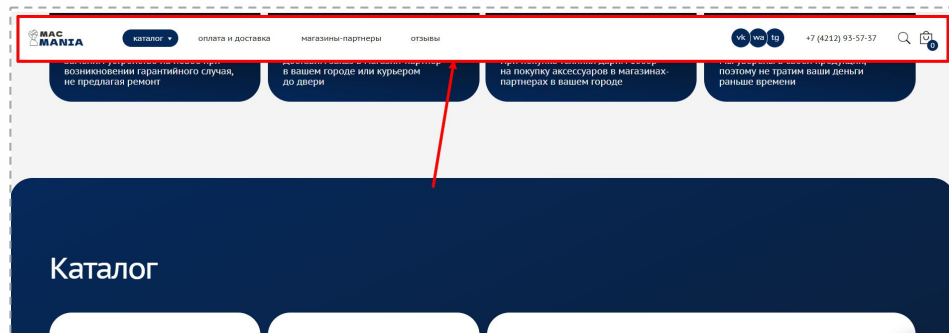 MAC
MANIA
каталог
оплата и доставка
магазины-партнеры
отзывы
vk wa tg
+7 (4212) 93-57-37
0
возникновении гарантийного случая,
не предлагая ремонт
в вашем городе или курьером
до двери
на покупку аксессуаров в магазинах-
партнерах в вашем городе
поэтому не тратим ваши деньги
раньше времени
Каталог